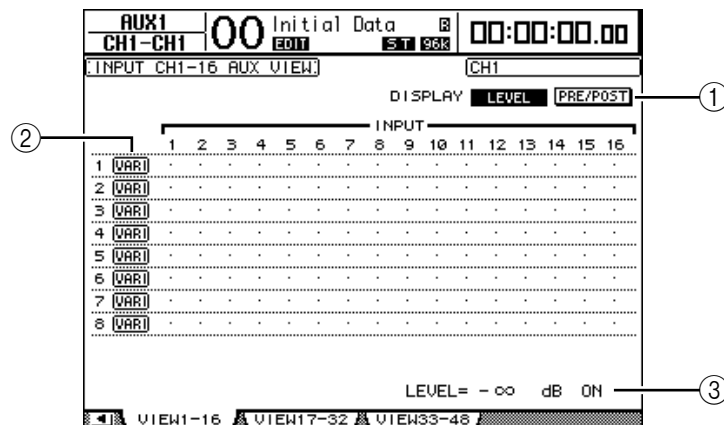 AUX1 00 Initial Data R 00:00:00.00
CH1-CH1 EDIT ST 96k
INPUT CH1-16 AUX VIEW CH1
DISPLAY LEVEL PRE/POST 1
2 INPUT
1 2 3 4 5 6 7 8 9 10 11 12 13 14 15 16
1 VARI
2 VARI
3 VARI
4 VARI
5 VARI
6 VARI
7 VARI
8 VARI
LEVEL= -∞ dB ON 3
VIEW1-16 VIEW17-32 VIEW33-48